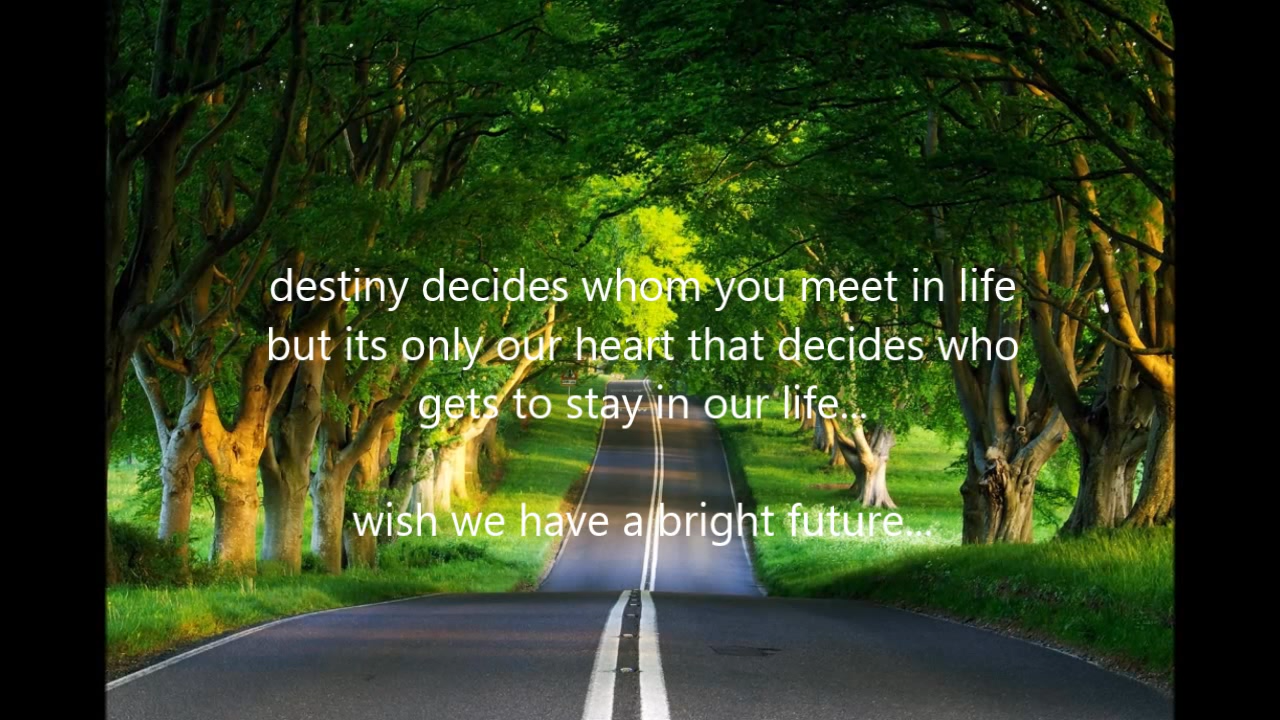 destiny decides whom you meet in life
but its only our heart that decides who
gets to stay in our life...
wish we have a bright future...